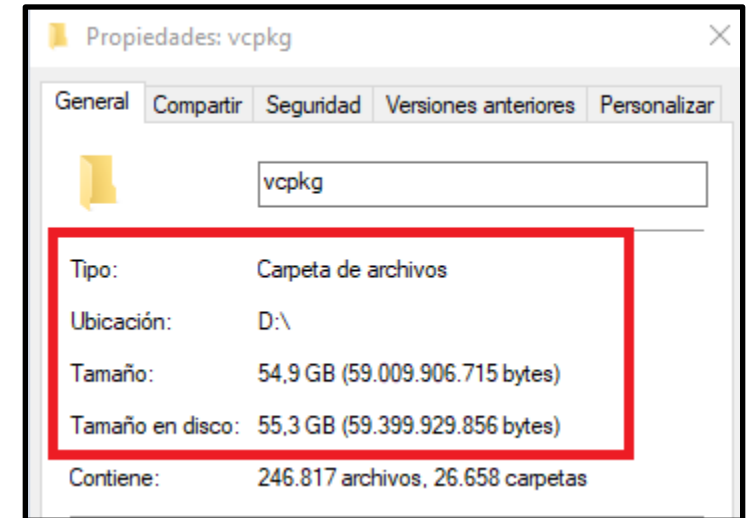 Propiedades: vcpkg
General Compartir Seguridad Versiones anteriores Personalizar
vcpkg
Tipo: Carpeta de archivos
Ubicación: D:\
Tamaño: 54,9 GB (59.009.906.715 bytes)
Tamaño en disco: 55,3 GB (59.399.929.856 bytes)
Contiene: 246.817 archivos, 26.658 carpetas